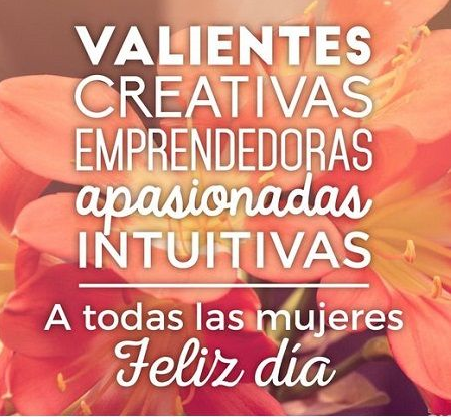 VALIENTES
CREATIVAS
EMPRENDEDORAS
apasionadas
INTUITIVAS
A todas las mujeres
Feliz día